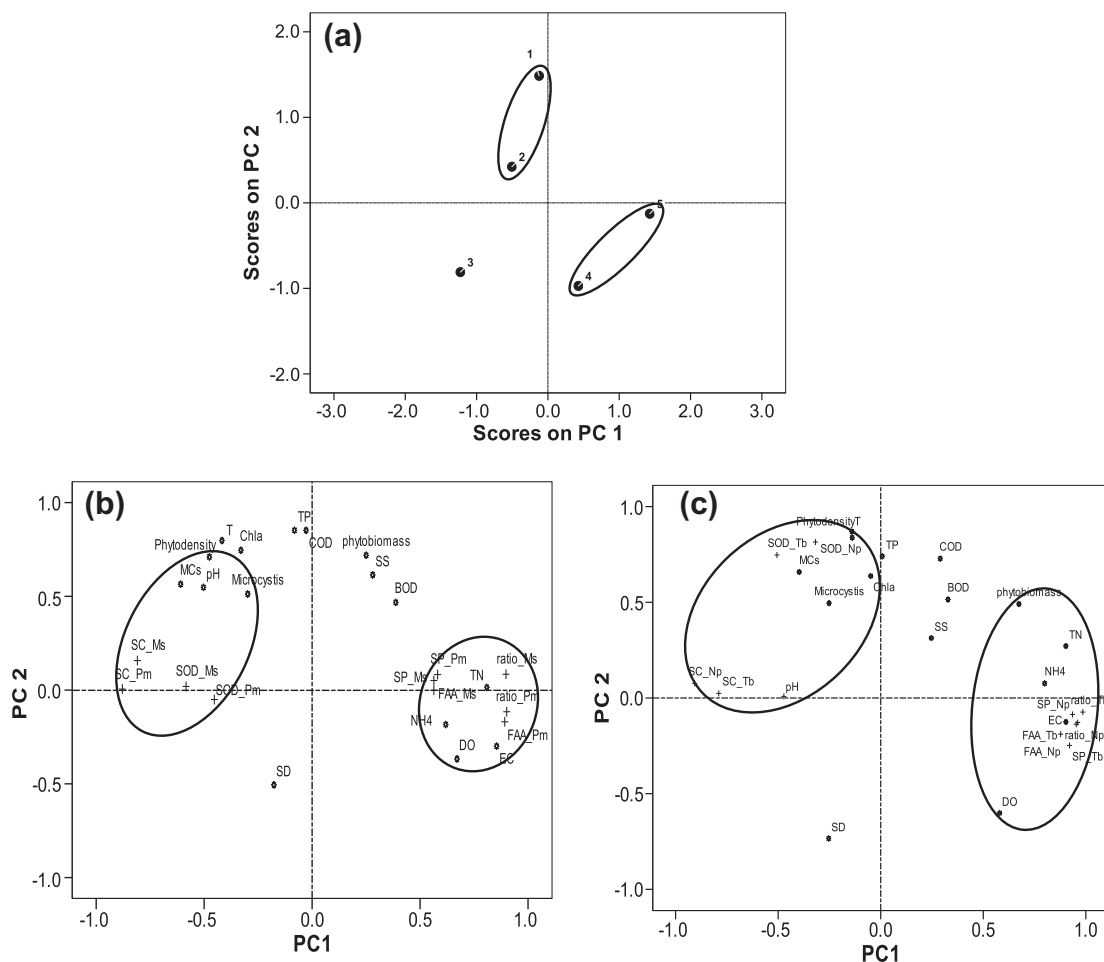 (a)
2.0
1.0
0.0
-1.0
-2.0
Scores on PC 2
1
2
3
4
5
-3.0 -2.0 -1.0 0.0 1.0 2.0 3.0
Scores on PC 1
(b)
1.0
0.5
0.0
-0.5
-1.0
PC 2
TP
COD
T
Chla
Phytodensity
phytobiomass
SS
MCs
pH
Microcystis
BOD
SC_Ms
SC_Pm
SOD_Ms
SOD_Pm
SP_Pm
SP_Ms
TN
ratio_Ms
FAA_Ms
ratio_Pm
NH4
FAA_Pm
DO
EC
SD
-1.0 -0.5 0.0 0.5 1.0
PC1
(c)
1.0
0.5
0.0
-0.5
-1.0
PC 2
PhytodensityT
SOD_Tb
SOD_Np
TP
COD
MCs
Chla
Microcystis
BOD
phytobiomass
SS
TN
SC_Np
SC_Tb
pH
NH4
SP_Np
EC
FAA_Tb
ratio_Np
FAA_Np
SP_Tb
DO
SD
-1.0 -0.5 0.0 0.5 1.0
PC1